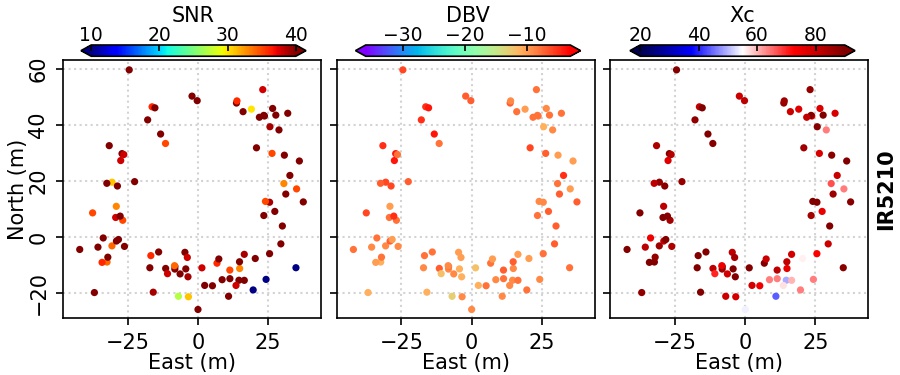 SNR DBV Xc
10 20 30 40 −30 −20 −10 20 40 60 80
60
40
20
0
−20
North (m)
IR5210
−25 0 25 −25 0 25 −25 0 25
East (m) East (m) East (m)